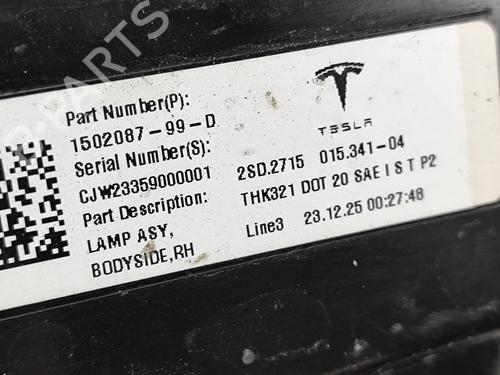 PARTS
Part Number(P):
1502087-99-D
Serial Number(S):
CJW23359000001
Part Description:
LAMP ASY,
BODYSIDE,RH
TESLA
2SD.2715 015.341-04
THK321 DOT 20 SAE I S T P2
Line3 23.12.25 00:27:48